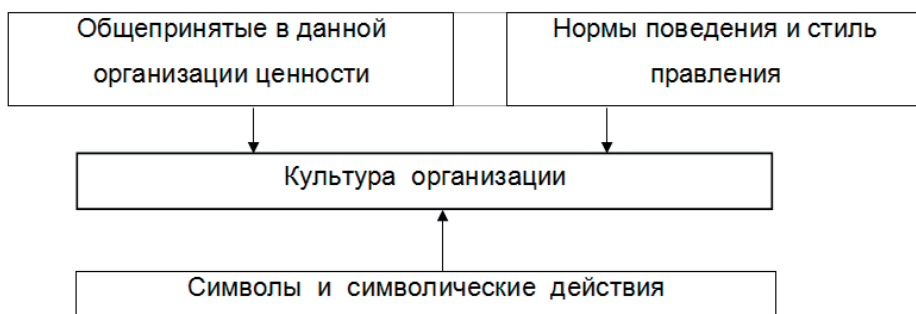 Общепринятые в данной
организации ценности
Нормы поведения и стиль
правления
Культура организации
Символы и символические действия